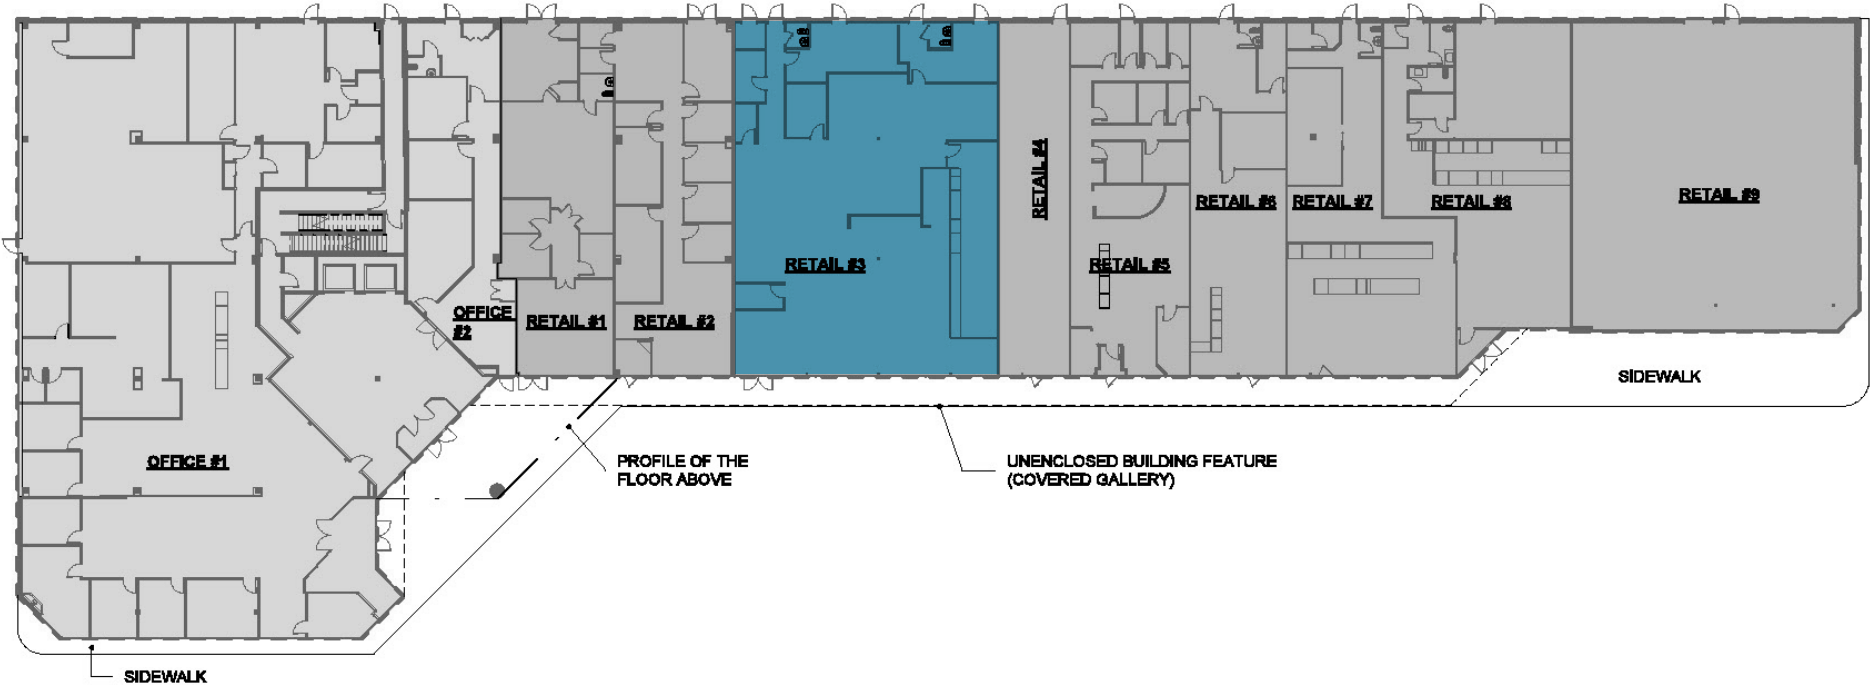 RETAIL #4
RETAIL #9
RETAIL #6
RETAIL #7
RETAIL #8
RETAIL #3
RETAIL #5
OFFICE
#2
RETAIL #1
RETAIL #2
SIDEWALK
OFFICE #1
PROFILE OF THE
FLOOR ABOVE
UNENCLOSED BUILDING FEATURE
(COVERED GALLERY)
SIDEWALK